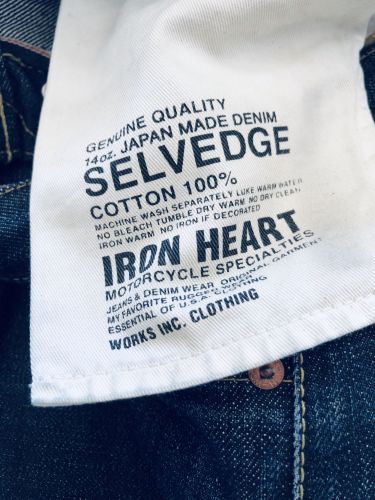 GENUINE QUALITY
14oz. JAPAN MADE DENIM
SELVEDGE
COTTON 100%
MACHINE WASH SEPARATELY LUKE WARM WATER
NO BLEACH TUMBLE DRY WARM NO DRY CLEAN
IRON WARM NO IRON IF DECORATED
IRON HEART
MOTORCYCLE SPECIALTIES
JEANS & DENIM WEAR, ORIGINAL GARMENT
MY FAVORITE RUGGED WEAR
ESSENTIAL OF U.S.A. CLOTHING
WORKS INC. CLOTHING